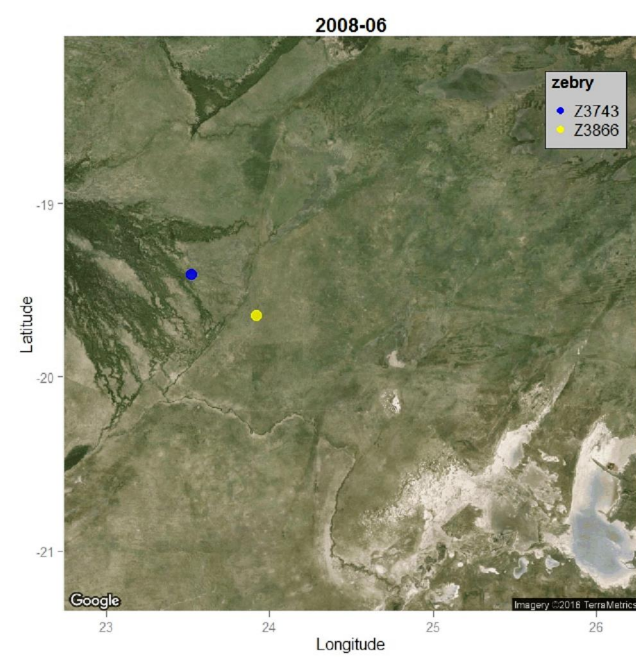 2008-06
zebry
Z3743
Z3866
-19
-20
-21
Latitude
Google
Imagery ©2016 TerraMetrics
23
24
25
26
Longitude